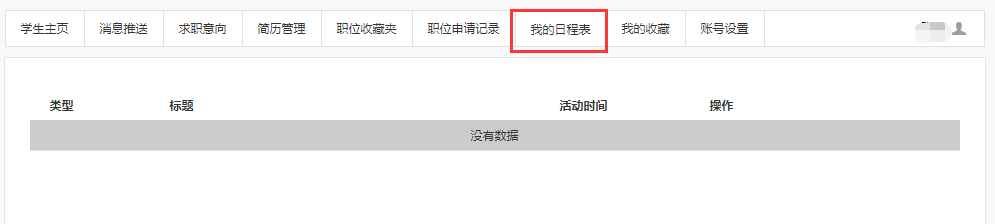 学生主页 消息推送 求职意向 简历管理 职位收藏夹 职位申请记录 我的日程表 我的收藏 账号设置
类型 标题 活动时间 操作
没有数据